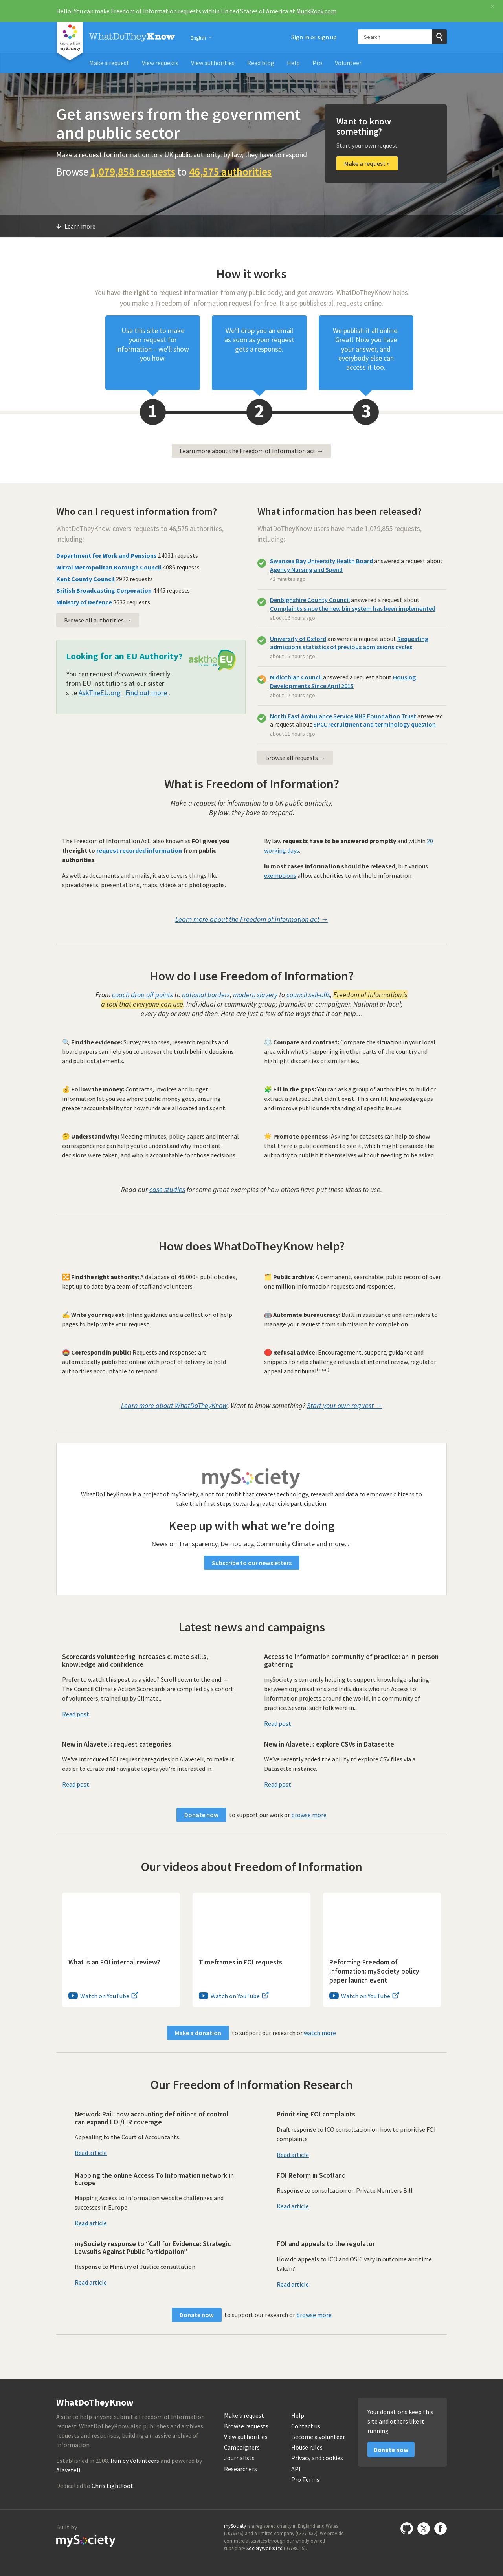 Hello! You can make Freedom of Information requests within United States of America at MuckRock.com
x
a service from
my society
WhatDoTheyKnow
English
Sign in or sign up
Search
Make a request
View requests
View authorities
Read blog
Help
Pro
Volunteer
Get answers from the government
and public sector
Make a request for information to a UK public authority: by law, they have to respond
Browse 1,079,858 requests to 46,575 authorities
Want to know
something?
Start your own request
Make a request »
Learn more
How it works
You have the right to request information from any public body, and get answers. WhatDoTheyKnow helps
you make a Freedom of Information request for free. It also publishes all requests online.
Use this site to make
your request for
information – we'll show
you how.
We'll drop you an email
as soon as your request
gets a response.
We publish it all online.
Great! Now you have
your answer, and
everybody else can
access it too.
1
2
3
Learn more about the Freedom of Information act →
Who can I request information from?
WhatDoTheyKnow covers requests to 46,575 authorities,
including:
Department for Work and Pensions 14031 requests
Wirral Metropolitan Borough Council 4086 requests
Kent County Council 2922 requests
British Broadcasting Corporation 4445 requests
Ministry of Defence 8632 requests
Browse all authorities →
Looking for an EU Authority?
You can request documents directly
from EU Institutions at our sister
site AskTheEU.org . Find out more .
askthe EU
What information has been released?
WhatDoTheyKnow users have made 1,079,855 requests,
including:
Swansea Bay University Health Board answered a request about
Agency Nursing and Spend
42 minutes ago
Denbighshire County Council answered a request about
Complaints since the new bin system has been implemented
about 18 hours ago
University of Oxford answered a request about Requesting
admissions statistics of previous admissions cycles
about 15 hours ago
Midlothian Council answered a request about Housing
Developments Since April 2015
about 17 hours ago
North East Ambulance Service NHS Foundation Trust answered
a request about SPCC recruitment and terminology question
about 11 hours ago
Browse all requests →
What is Freedom of Information?
Make a request for information to a UK public authority.
By law, they have to respond.
The Freedom of Information Act, also known as FOI gives you
the right to request recorded information from public
authorities.
As well as documents and emails, it also covers things like
spreadsheets, presentations, maps, videos and photographs.
By law requests have to be answered promptly and within 20
working days.
In most cases information should be released, but various
exemptions allow authorities to withhold information.
Learn more about the Freedom of Information act →
How do I use Freedom of Information?
From coach drop off points to national borders; modern slavery to council sell-offs, Freedom of Information is
a tool that everyone can use. Individual or community group; journalist or campaigner. National or local;
every day or now and then. Here are just a few of the ways that it can help…
🔍 Find the evidence: Survey responses, research reports and
board papers can help you to uncover the truth behind decisions
and public statements.
⚖️ Compare and contrast: Compare the situation in your local
area with what's happening in other parts of the country and
highlight disparities or similarities.
💰 Follow the money: Contracts, invoices and budget
information let you see where public money goes, ensuring
greater accountability for how funds are allocated and spent.
🧩 Fill in the gaps: You can ask a group of authorities to build or
extract a dataset that didn't exist. This can fill knowledge gaps
and improve public understanding of specific issues.
🤔 Understand why: Meeting minutes, policy papers and internal
correspondence can help you to understand why important
decisions were taken, and who is accountable for those decisions.
☀️ Promote openness: Asking for datasets can help to show
that there is public demand to see it, which might persuade the
authority to publish it themselves without needing to be asked.
Read our case studies for some great examples of how others have put these ideas to use.
How does WhatDoTheyKnow help?
🔀 Find the right authority: A database of 46,000+ public bodies,
kept up to date by a team of staff and volunteers.
🗂️ Public archive: A permanent, searchable, public record of over
one million information requests and responses.
✍️ Write your request: Inline guidance and a collection of help
pages to help write your request.
🤖 Automate bureaucracy: Built in assistance and reminders to
manage your request from submission to completion.
Correspond in public: Requests and responses are
automatically published online with proof of delivery to hold
authorities accountable to respond.
🛑 Refusal advice: Encouragement, support, guidance and
snippets to help challenge refusals at internal review, regulator
appeal and tribunal(soon).
Learn more about WhatDoTheyKnow. Want to know something? Start your own request →
mySociety
WhatDoTheyKnow is a project of mySociety, a not for profit that creates technology, research and data to empower citizens to
take their first steps towards greater civic participation.
Keep up with what we're doing
News on Transparency, Democracy, Community Climate and more…
Subscribe to our newsletters
Latest news and campaigns
Scorecards volunteering increases climate skills,
knowledge and confidence
Prefer to watch this post as a video? Scroll down to the end. —
The Council Climate Action Scorecards are compiled by a cohort
of volunteers, trained up by Climate...
Read post
Access to Information community of practice: an in-person
gathering
mySociety is currently helping to support knowledge-sharing
between organisations and individuals who run Access to
Information projects around the world, in a community of
practice. Several such folk were in...
Read post
New in Alaveteli: request categories
We've introduced FOI request categories on Alaveteli, to make it
easier to curate and navigate topics you're interested in.
Read post
New in Alaveteli: explore CSVs in Datasette
We've recently added the ability to explore CSV files via a
Datasette instance.
Read post
Donate now to support our work or browse more
Our videos about Freedom of Information
What is an FOI internal review?
Watch on YouTube
Timeframes in FOI requests
Watch on YouTube
Reforming Freedom of
Information: mySociety policy
paper launch event
Watch on YouTube
Make a donation to support our research or watch more
Our Freedom of Information Research
Network Rail: how accounting definitions of control
can expand FOI/EIR coverage
Appealing to the Court of Accountants.
Read article
Prioritising FOI complaints
Draft response to ICO consultation on how to prioritise FOI
complaints
Read article
Mapping the online Access To Information network in
Europe
Mapping Access to Information website challenges and
successes in Europe
Read article
FOI Reform in Scotland
Response to consultation on Private Members Bill
Read article
mySociety response to “Call for Evidence: Strategic
Lawsuits Against Public Participation”
Response to Ministry of Justice consultation
Read article
FOI and appeals to the regulator
How do appeals to ICO and OSIC vary in outcome and time
taken?
Read article
Donate now to support our research or browse more
WhatDoTheyKnow
A site to help anyone submit a Freedom of Information
request. WhatDoTheyKnow also publishes and archives
requests and responses, building a massive archive of
information.
Established in 2008. Run by Volunteers and powered by
Alaveteli.
Dedicated to Chris Lightfoot.
Make a request
Browse requests
View authorities
Campaigners
Journalists
Researchers
Help
Contact us
Become a volunteer
House rules
Privacy and cookies
API
Pro Terms
Your donations keep this
site and others like it
running
Donate now
Built by
mySociety
mySociety is a registered charity in England and Wales
(1076346) and a limited company (03277032). We provide
commercial services through our wholly owned
subsidiary SocietyWorks Ltd (05798215).